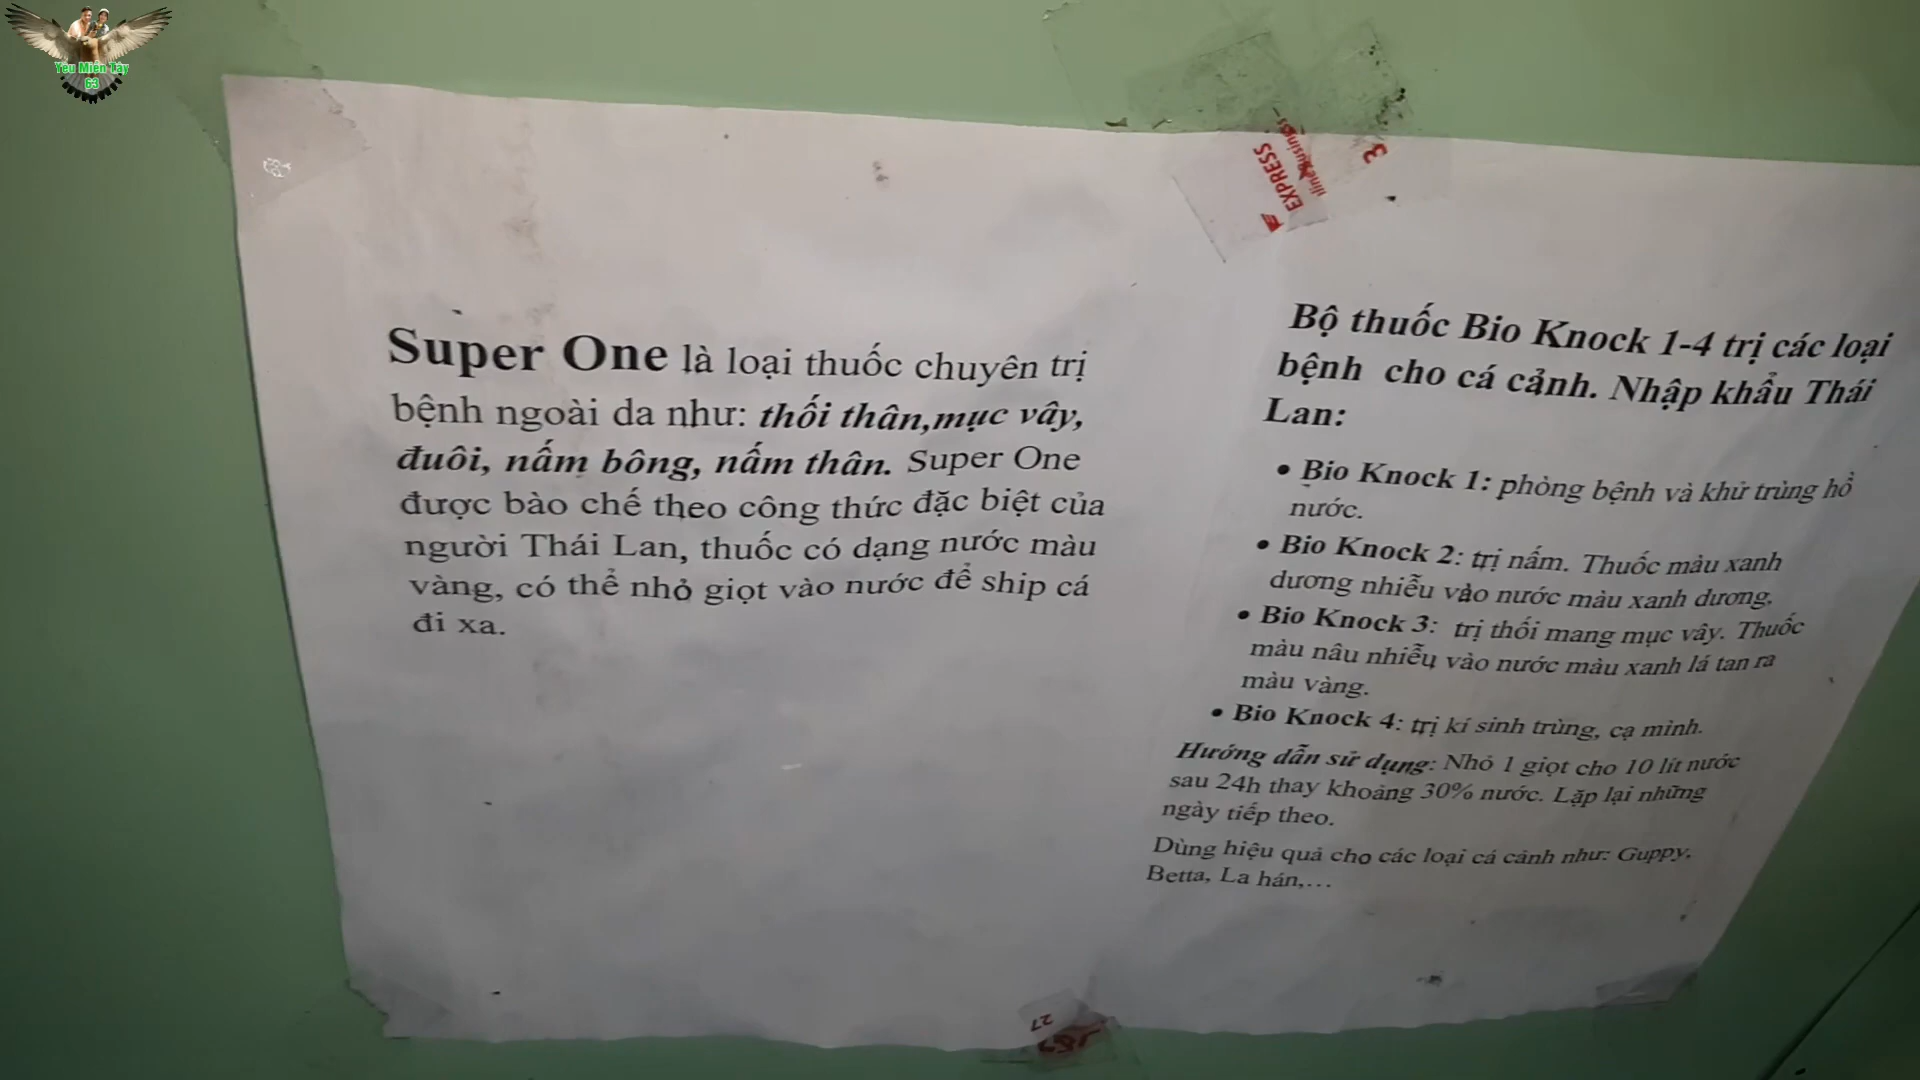 Yêu Miền Tây
63
EXPRESS
3
Super One là loại thuốc chuyên trị
bệnh ngoài da như: thối thân,mục vây,
đuôi, nấm bông, nấm thân. Super One
được bào chế theo công thức đặc biệt của
người Thái Lan, thuốc có dạng nước màu
vàng, có thể nhỏ giọt vào nước để ship cá
đi xa.
Bộ thuốc Bio Knock 1-4 trị các loại
bệnh cho cá cảnh. Nhập khẩu Thái
Lan:
• Bio Knock 1: phòng bệnh và khử trùng hồ
nước.
• Bio Knock 2: trị nấm. Thuốc màu xanh
dương nhiễu vào nước màu xanh dương.
• Bio Knock 3: trị thối mang mục vây. Thuốc
màu nâu nhiễu vào nước màu xanh lá tan ra
màu vàng.
• Bio Knock 4: trị kí sinh trùng, cạ mình.
Hướng dẫn sử dụng: Nhỏ 1 giọt cho 10 lít nước
sau 24h thay khoảng 30% nước. Lặp lại những
ngày tiếp theo.
Dùng hiệu quả cho các loại cá cảnh như: Guppy,
Betta, La hán,…
27